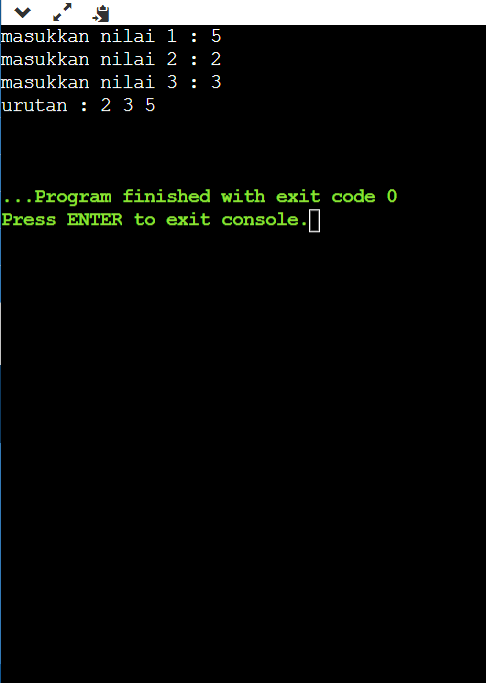 masukkan nilai 1 : 5
masukkan nilai 2 : 2
masukkan nilai 3 : 3
urutan : 2 3 5
...Program finished with exit code 0
Press ENTER to exit console.